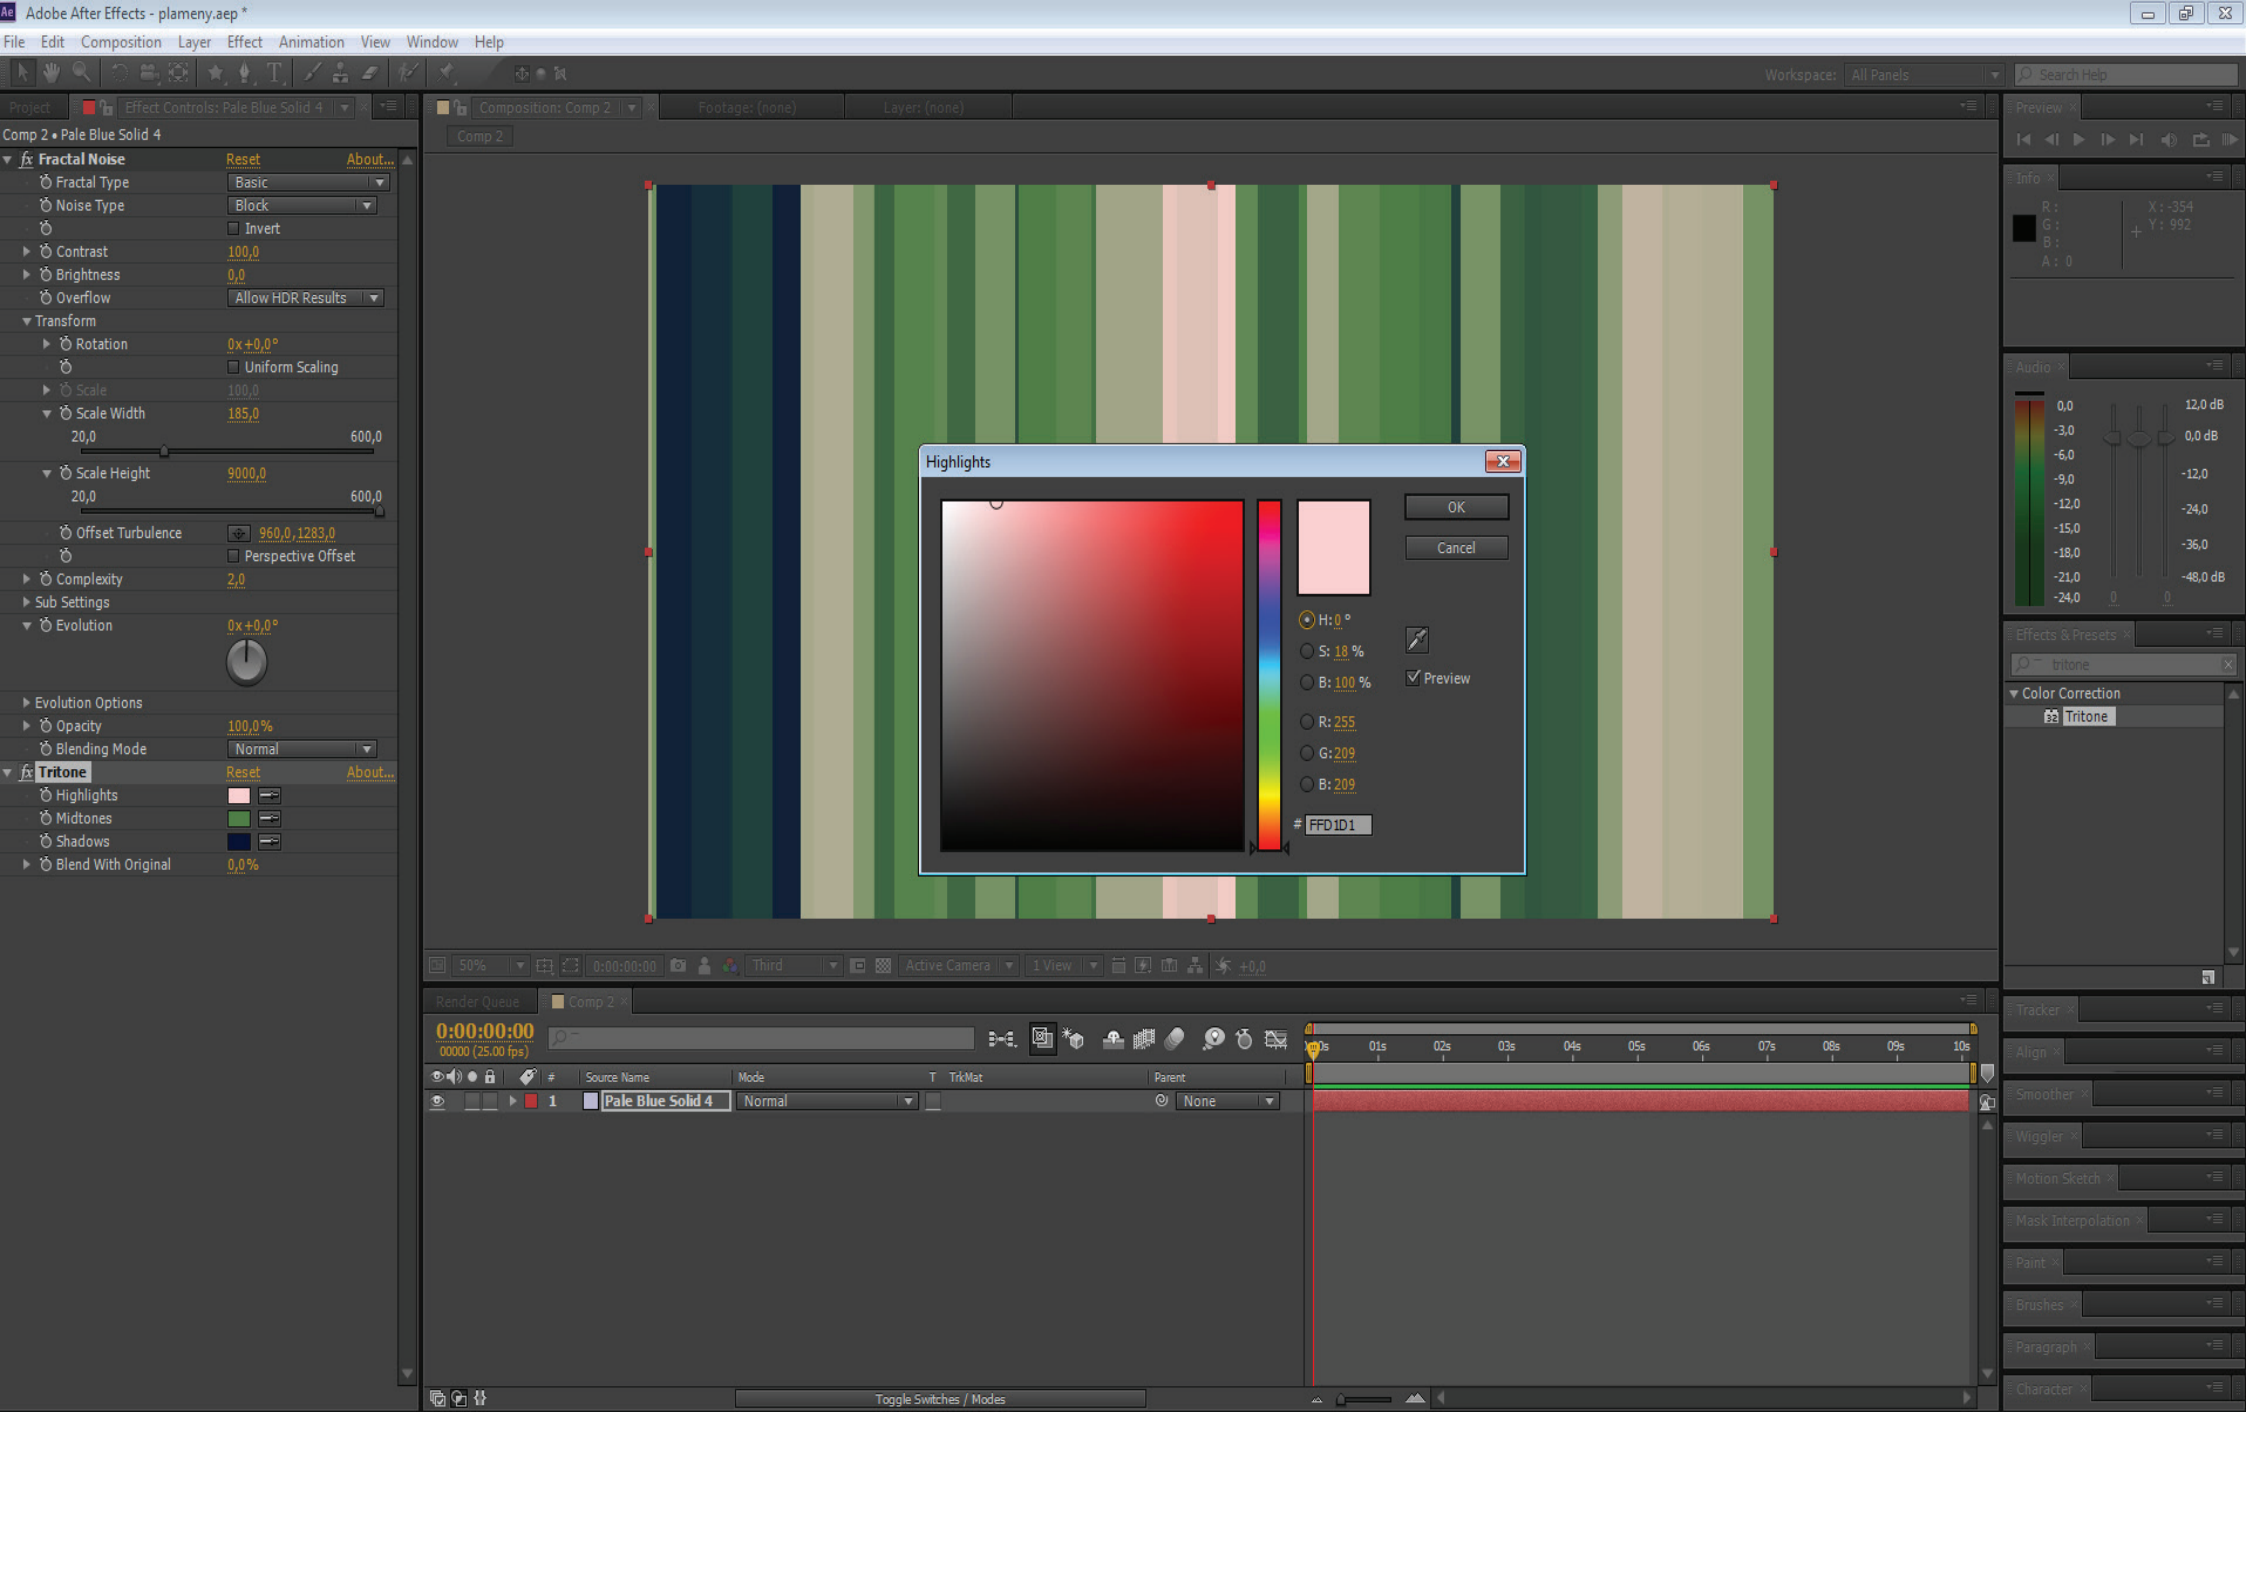 Ae Adobe After Effects - plameny.aep *
File Edit Composition Layer Effect Animation View Window Help
Workspace: All Panels Search Help
Project Effect Controls: Pale Blue Solid 4
Comp 2 • Pale Blue Solid 4
fx Fractal Noise Reset About...
Fractal Type Basic
Noise Type Block
Invert
Contrast 100,0
Brightness 0,0
Overflow Allow HDR Results
Transform
Rotation 0x+0,0°
Uniform Scaling
Scale 100,0
Scale Width 185,0
20,0 600,0
Scale Height 9000,0
20,0 600,0
Offset Turbulence 960,0,1283,0
Perspective Offset
Complexity 2,0
Sub Settings
Evolution 0x+0,0°
Evolution Options
Opacity 100,0%
Blending Mode Normal
fx Tritone Reset About...
Highlights
Midtones
Shadows
Blend With Original 0,0%
Composition: Comp 2 Footage: (none) Layer: (none)
Comp 2
Highlights
OK
Cancel
H:0 °
S: 18 %
B: 100 %
Preview
R: 255
G:209
B: 209
# FFD1D1
50% 0:00:00:00 Third Active Camera 1 View +0,0
Render Queue Comp 2
0:00:00:00
00000 (25.00 fps)
01s 02s 03s 04s 05s 06s 07s 08s 09s 10s
# Source Name Mode T TrkMat Parent
1 Pale Blue Solid 4 Normal None
Toggle Switches / Modes
Preview
Info
R: X:-354
G: Y: 992
B:
A: 0
Audio
0,0 12,0 dB
-3,0 0,0 dB
-6,0
-9,0 -12,0
-12,0 -24,0
-15,0
-18,0 -36,0
-21,0 -48,0 dB
-24,0 0 0
Effects & Presets
tritone
Color Correction
32 Tritone
Tracker
Align
Smoother
Wiggler
Motion Sketch
Mask Interpolation
Paint
Brushes
Paragraph
Character